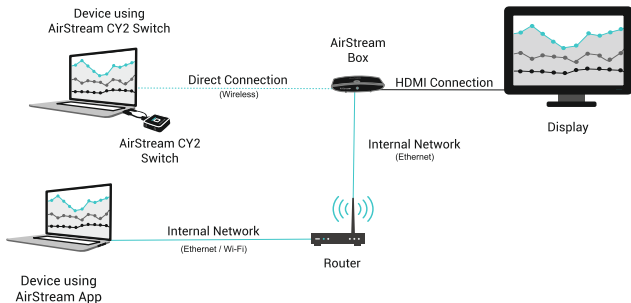 Device using
AirStream CY2 Switch
AirStream
Box
Direct Connection
(Wireless)
HDMI Connection
AirStream CY2
Switch
Display
Internal Network
(Ethernet)
Internal Network
(Ethernet / Wi-Fi)
Router
Device using
AirStream App